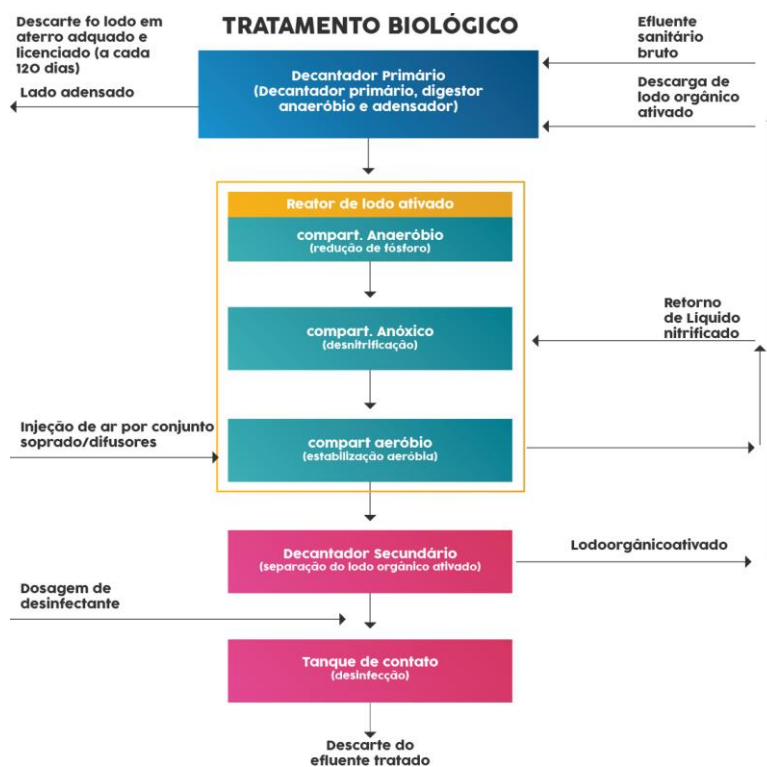 TRATAMENTO BIOLÓGICO
Descarte fo lodo em
aterro adquado e
licenciado (a cada
120 dias)
Lado adensado
Decantador Primário
(Decantador primário, digestor
anaeróbio e adensador)
Efluente
sanitário
bruto
Descarga de
lodo orgânico
ativado
Reator de lodo ativado
compart. Anaeróbio
(redução de fósforo)
compart. Anóxico
(desnitrificação)
Retorno
de Líquido
nitrificado
Injeção de ar por conjunto
soprado/difusores
compart aeróbio
(estabilização aeróbia)
Decantador Secundário
(separação do lodo orgânico ativado)
Lodoorgânicoativado
Dosagem de
desinfectante
Tanque de contato
(desinfecção)
Descarte do
efluente tratado